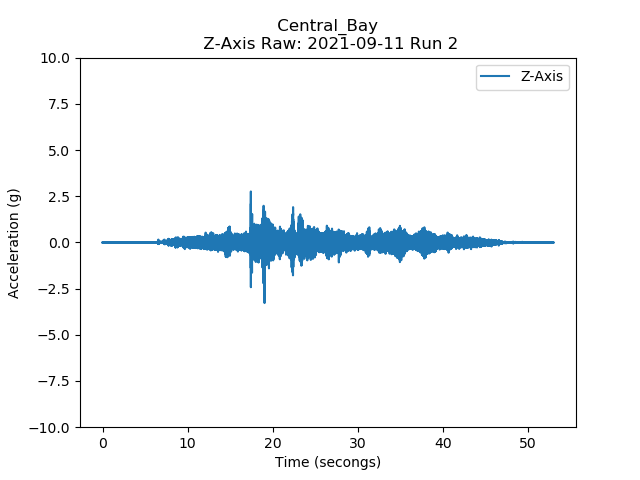 Central_Bay
Z-Axis Raw: 2021-09-11 Run 2
Z-Axis
10.0
7.5
5.0
2.5
0.0
−2.5
−5.0
−7.5
−10.0
Acceleration (g)
0 10 20 30 40 50
Time (secongs)